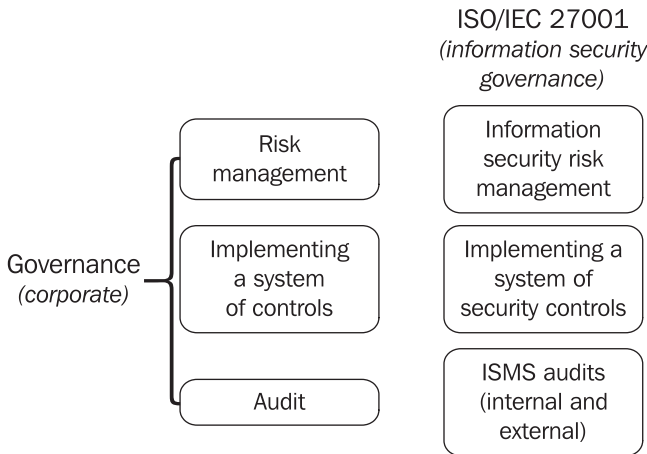 ISO/IEC 27001
(information security
governance)
Risk
management
Information
security risk
management
Governance
(corporate)
Implementing
a system
of controls
Implementing a
system of
security controls
Audit
ISMS audits
(internal and
external)